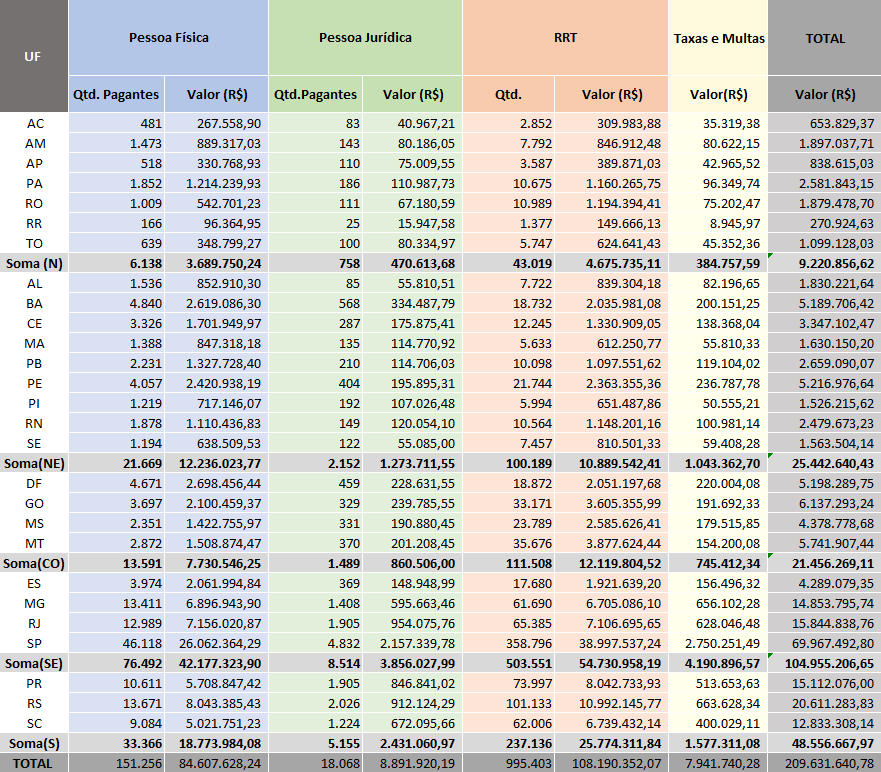 UF Pessoa Física Pessoa Jurídica RRT Taxas e Multas TOTAL
Qtd. Pagantes Valor (R$) Qtd.Pagantes Valor (R$) Qtd. Valor (R$) Valor(R$) Valor (R$)
AC 481 267.558,90 83 40.967,21 2.852 309.983,88 35.319,38 653.829,37
AM 1.473 889.317,03 143 80.186,05 7.792 846.912,48 80.622,15 1.897.037,71
AP 518 330.768,93 110 75.009,55 3.587 389.871,03 42.965,52 838.615,03
PA 1.852 1.214.239,93 186 110.987,73 10.675 1.160.265,75 96.349,74 2.581.843,15
RO 1.009 542.701,23 111 67.180,59 10.989 1.194.394,41 75.202,47 1.879.478,70
RR 166 96.364,95 25 15.947,58 1.377 149.666,13 8.945,97 270.924,63
TO 639 348.799,27 100 80.334,97 5.747 624.641,43 45.352,36 1.099.128,03
Soma (N) 6.138 3.689.750,24 758 470.613,68 43.019 4.675.735,11 384.757,59 9.220.856,62
AL 1.536 852.910,30 85 55.810,51 7.722 839.304,18 82.196,65 1.830.221,64
BA 4.840 2.619.086,30 568 334.487,79 18.732 2.035.981,08 200.151,25 5.189.706,42
CE 3.326 1.701.949,97 287 175.875,41 12.245 1.330.909,05 138.368,04 3.347.102,47
MA 1.388 847.318,18 135 114.770,92 5.633 612.250,77 55.810,33 1.630.150,20
PB 2.231 1.327.728,40 210 114.706,03 10.098 1.097.551,62 119.104,02 2.659.090,07
PE 4.057 2.420.938,19 404 195.895,31 21.744 2.363.355,36 236.787,78 5.216.976,64
PI 1.219 717.146,07 192 107.026,48 5.994 651.487,86 50.555,21 1.526.215,62
RN 1.878 1.110.436,83 149 120.054,10 10.564 1.148.201,16 100.981,14 2.479.673,23
SE 1.194 638.509,53 122 55.085,00 7.457 810.501,33 59.408,28 1.563.504,14
Soma(NE) 21.669 12.236.023,77 2.152 1.273.711,55 100.189 10.889.542,41 1.043.362,70 25.442.640,43
DF 4.671 2.698.456,44 459 228.631,55 18.872 2.051.197,68 220.004,08 5.198.289,75
GO 3.697 2.100.459,37 329 239.785,55 33.171 3.605.355,99 191.692,33 6.137.293,24
MS 2.351 1.422.755,97 331 190.880,45 23.789 2.585.626,41 179.515,85 4.378.778,68
MT 2.872 1.508.874,47 370 201.208,45 35.676 3.877.624,44 154.200,08 5.741.907,44
Soma(CO) 13.591 7.730.546,25 1.489 860.506,00 111.508 12.119.804,52 745.412,34 21.456.269,11
ES 3.974 2.061.994,84 369 148.948,99 17.680 1.921.639,20 156.496,32 4.289.079,35
MG 13.411 6.896.943,90 1.408 595.663,46 61.690 6.705.086,10 656.102,28 14.853.795,74
RJ 12.989 7.156.020,87 1.905 954.075,76 65.385 7.106.695,65 628.046,48 15.844.838,76
SP 46.118 26.062.364,29 4.832 2.157.339,78 358.796 38.997.537,24 2.750.251,49 69.967.492,80
Soma(SE) 76.492 42.177.323,90 8.514 3.856.027,99 503.551 54.730.958,19 4.190.896,57 104.955.206,65
PR 10.611 5.708.847,42 1.905 846.841,02 73.997 8.042.733,93 513.653,63 15.112.076,00
RS 13.671 8.043.385,43 2.026 912.124,29 101.133 10.992.145,77 663.628,34 20.611.283,83
SC 9.084 5.021.751,23 1.224 672.095,66 62.006 6.739.432,14 400.029,11 12.833.308,14
Soma(S) 33.366 18.773.984,08 5.155 2.431.060,97 237.136 25.774.311,84 1.577.311,08 48.556.667,97
TOTAL 151.256 84.607.628,24 18.068 8.891.920,19 995.403 108.190.352,07 7.941.740,28 209.631.640,78